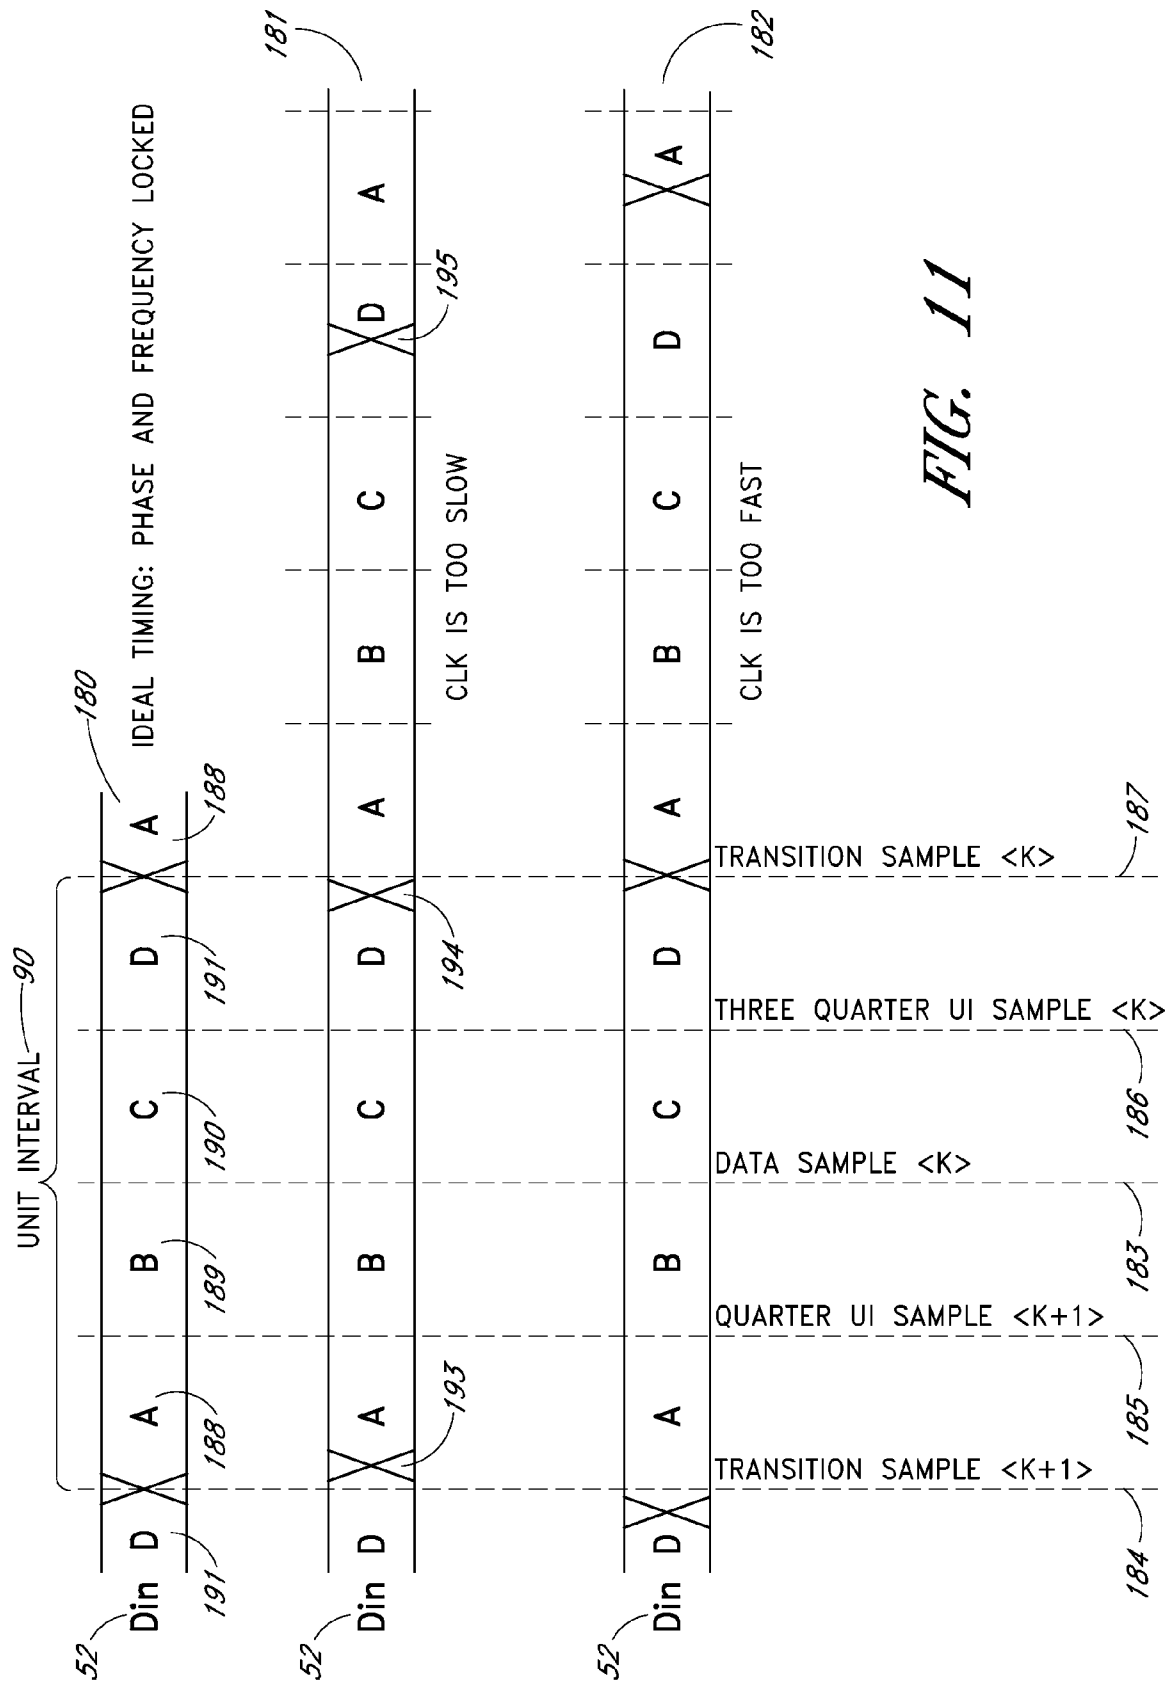 UNIT INTERVAL 90
52 Din D A B C D A 180
191 188 189 190 191 188
IDEAL TIMING: PHASE AND FREQUENCY LOCKED
52 Din D A B C D A B C D A 181
193 194 195
CLK IS TOO SLOW
52 Din D A B C D A B C D A 182
CLK IS TOO FAST
TRANSITION SAMPLE <K+1>
184
QUARTER UI SAMPLE <K+1>
185
DATA SAMPLE <K>
183
THREE QUARTER UI SAMPLE <K>
186
TRANSITION SAMPLE <K>
187
FIG. 11